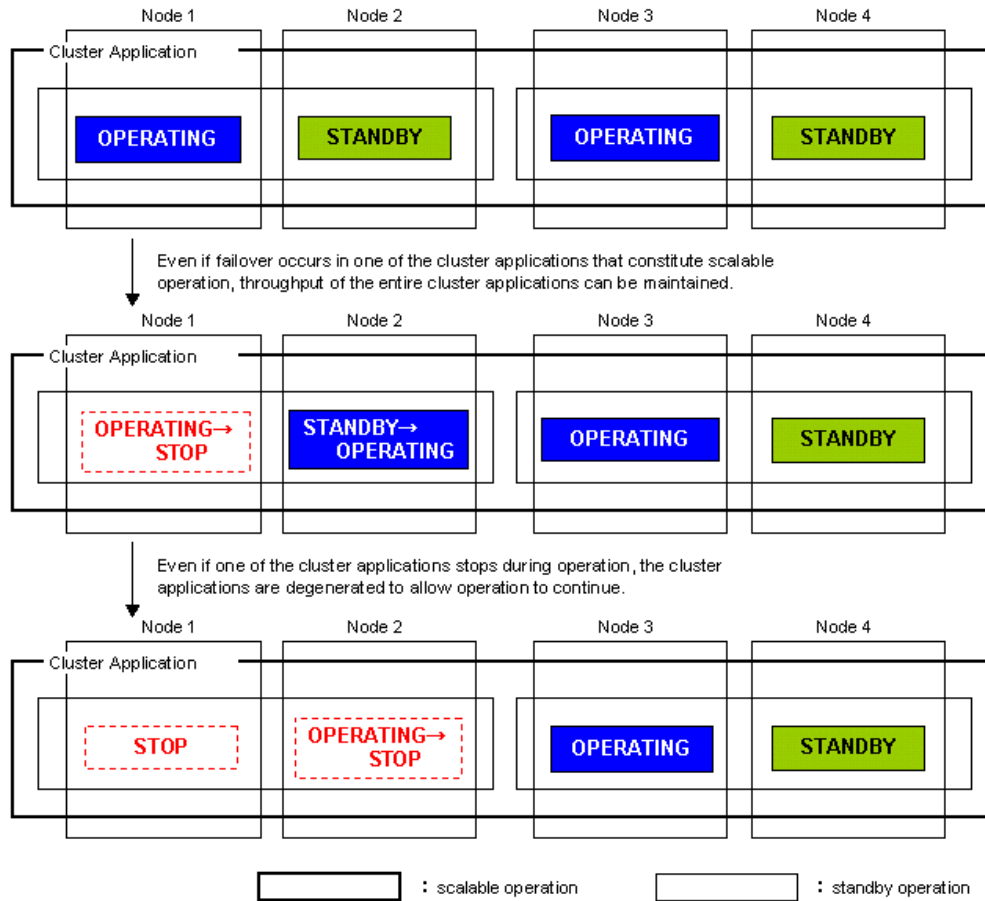 Node 1 Node 2 Node 3 Node 4
Cluster Application
OPERATING STANDBY OPERATING STANDBY
Even if failover occurs in one of the cluster applications that constitute scalable
operation, throughput of the entire cluster applications can be maintained.
Node 1 Node 2 Node 3 Node 4
Cluster Application
OPERATING→
STOP
STANDBY→
OPERATING
OPERATING
STANDBY
Even if one of the cluster applications stops during operation, the cluster
applications are degenerated to allow operation to continue.
Node 1 Node 2 Node 3 Node 4
Cluster Application
STOP
OPERATING→
STOP
OPERATING
STANDBY
: scalable operation : standby operation